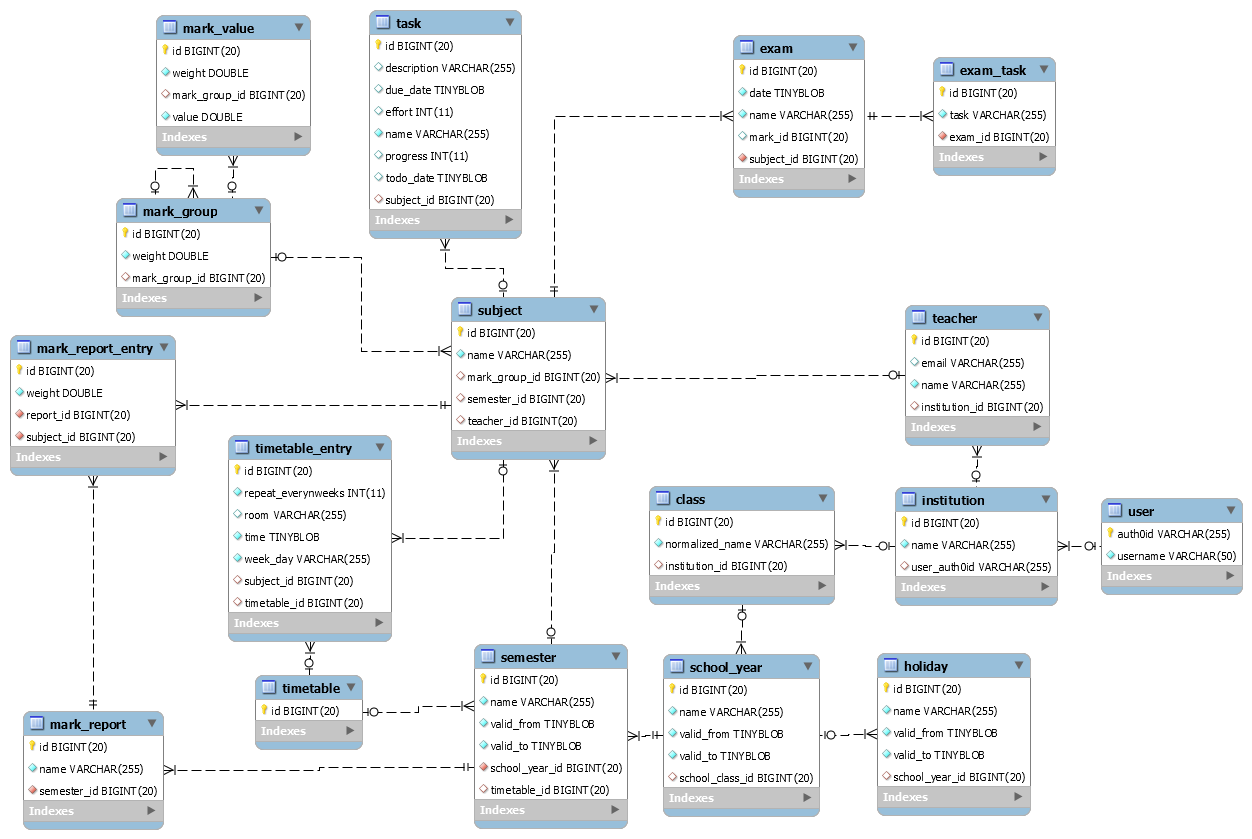 mark_value
id BIGINT(20)
weight DOUBLE
mark_group_id BIGINT(20)
value DOUBLE
Indexes
task
id BIGINT(20)
description VARCHAR(255)
due_date TINYBLOB
effort INT(11)
name VARCHAR(255)
progress INT(11)
todo_date TINYBLOB
subject_id BIGINT(20)
Indexes
exam
id BIGINT(20)
date TINYBLOB
name VARCHAR(255)
mark_id BIGINT(20)
subject_id BIGINT(20)
Indexes
exam_task
id BIGINT(20)
task VARCHAR(255)
exam_id BIGINT(20)
Indexes
mark_group
id BIGINT(20)
weight DOUBLE
mark_group_id BIGINT(20)
Indexes
subject
id BIGINT(20)
name VARCHAR(255)
mark_group_id BIGINT(20)
semester_id BIGINT(20)
teacher_id BIGINT(20)
Indexes
teacher
id BIGINT(20)
email VARCHAR(255)
name VARCHAR(255)
institution_id BIGINT(20)
Indexes
mark_report_entry
id BIGINT(20)
weight DOUBLE
report_id BIGINT(20)
subject_id BIGINT(20)
Indexes
timetable_entry
id BIGINT(20)
repeat_everynweeks INT(11)
room VARCHAR(255)
time TINYBLOB
week_day VARCHAR(255)
subject_id BIGINT(20)
timetable_id BIGINT(20)
Indexes
class
id BIGINT(20)
normalized_name VARCHAR(255)
institution_id BIGINT(20)
Indexes
institution
id BIGINT(20)
name VARCHAR(255)
user_auth0id VARCHAR(255)
Indexes
user
auth0id VARCHAR(255)
username VARCHAR(50)
Indexes
timetable
id BIGINT(20)
Indexes
semester
id BIGINT(20)
name VARCHAR(255)
valid_from TINYBLOB
valid_to TINYBLOB
school_year_id BIGINT(20)
timetable_id BIGINT(20)
Indexes
school_year
id BIGINT(20)
name VARCHAR(255)
valid_from TINYBLOB
valid_to TINYBLOB
school_class_id BIGINT(20)
Indexes
holiday
id BIGINT(20)
name VARCHAR(255)
valid_from TINYBLOB
valid_to TINYBLOB
school_year_id BIGINT(20)
Indexes
mark_report
id BIGINT(20)
name VARCHAR(255)
semester_id BIGINT(20)
Indexes